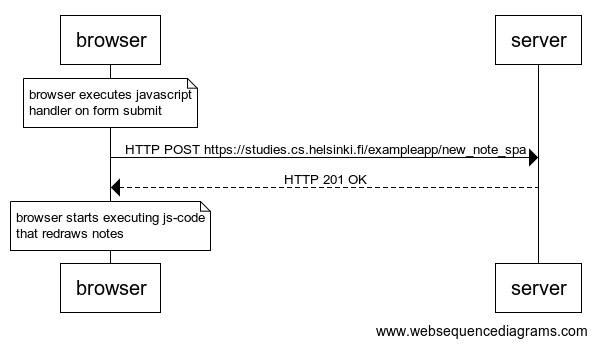 browser
server
browser executes javascript
handler on form submit
HTTP POST https://studies.cs.helsinki.fi/exampleapp/new_note_spa
HTTP 201 OK
browser starts executing js-code
that redraws notes
browser
server
www.websequencediagrams.com